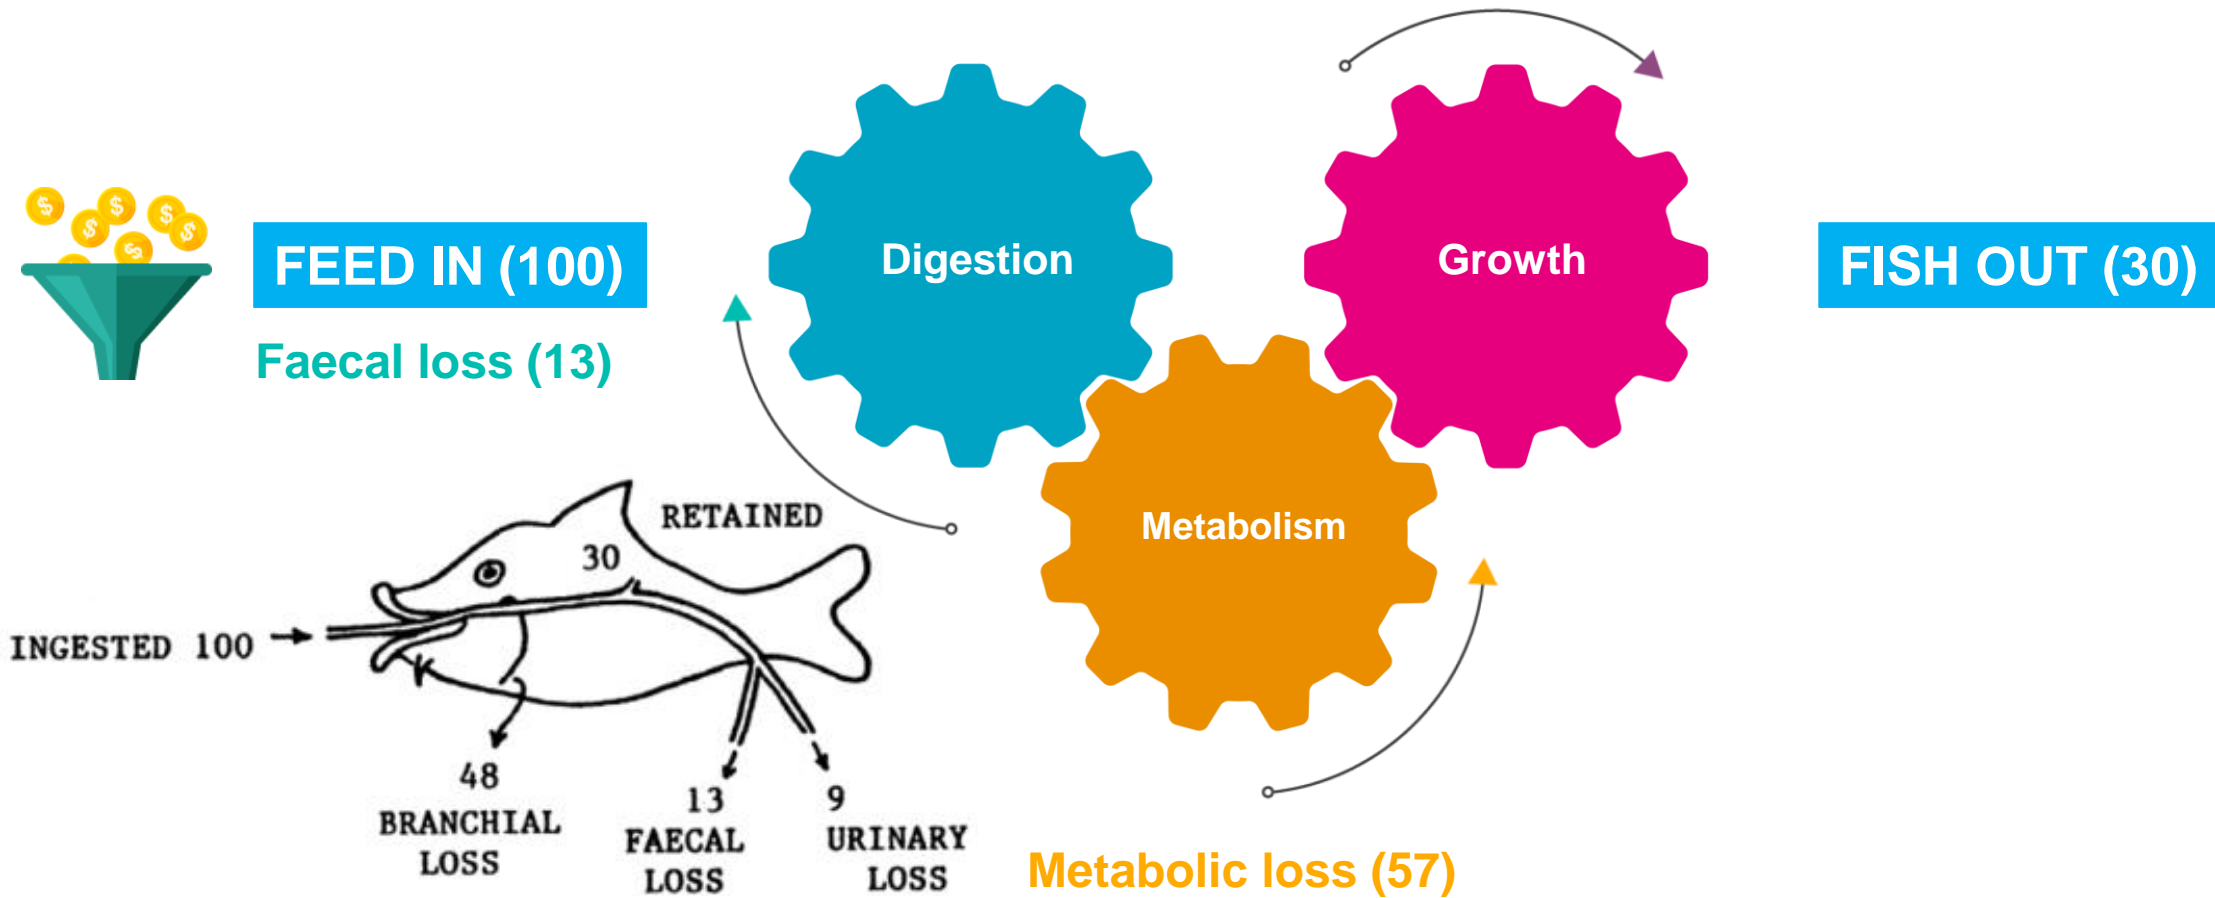 FEED IN (100)
Faecal loss (13)
Digestion
Growth
FISH OUT (30)
Metabolism
Metabolic loss (57)
RETAINED
30
INGESTED 100
48
BRANCHIAL
LOSS
13
FAECAL
LOSS
9
URINARY
LOSS
$
$
$
$
$
$